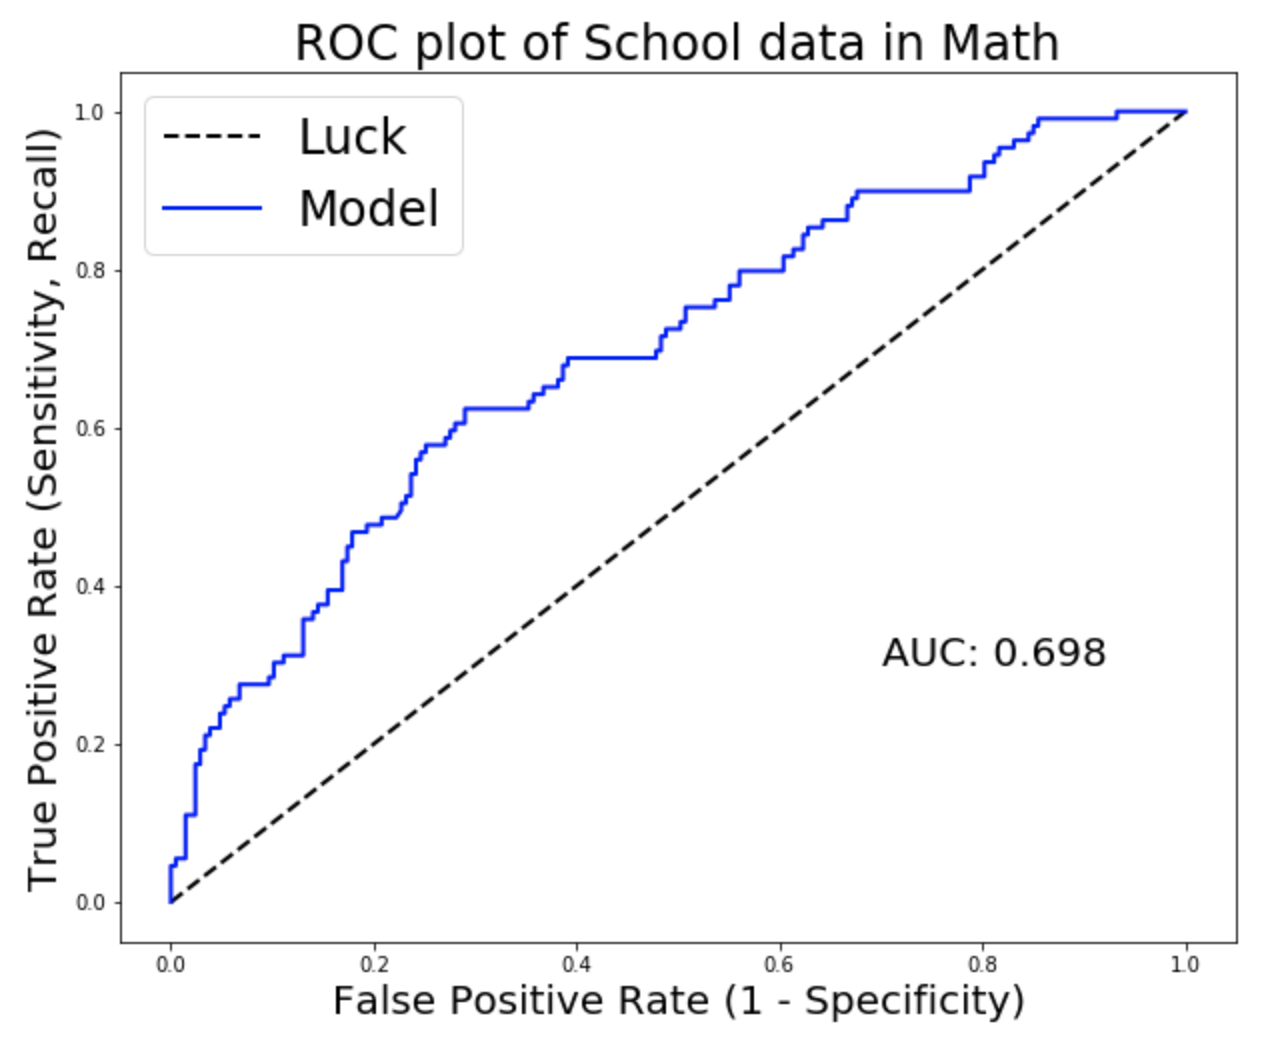 ROC plot of School data in Math
Luck
Model
True Positive Rate (Sensitivity, Recall)
1.0
0.8
0.6
0.4
0.2
0.0
AUC: 0.698
0.0 0.2 0.4 0.6 0.8 1.0
False Positive Rate (1 - Specificity)